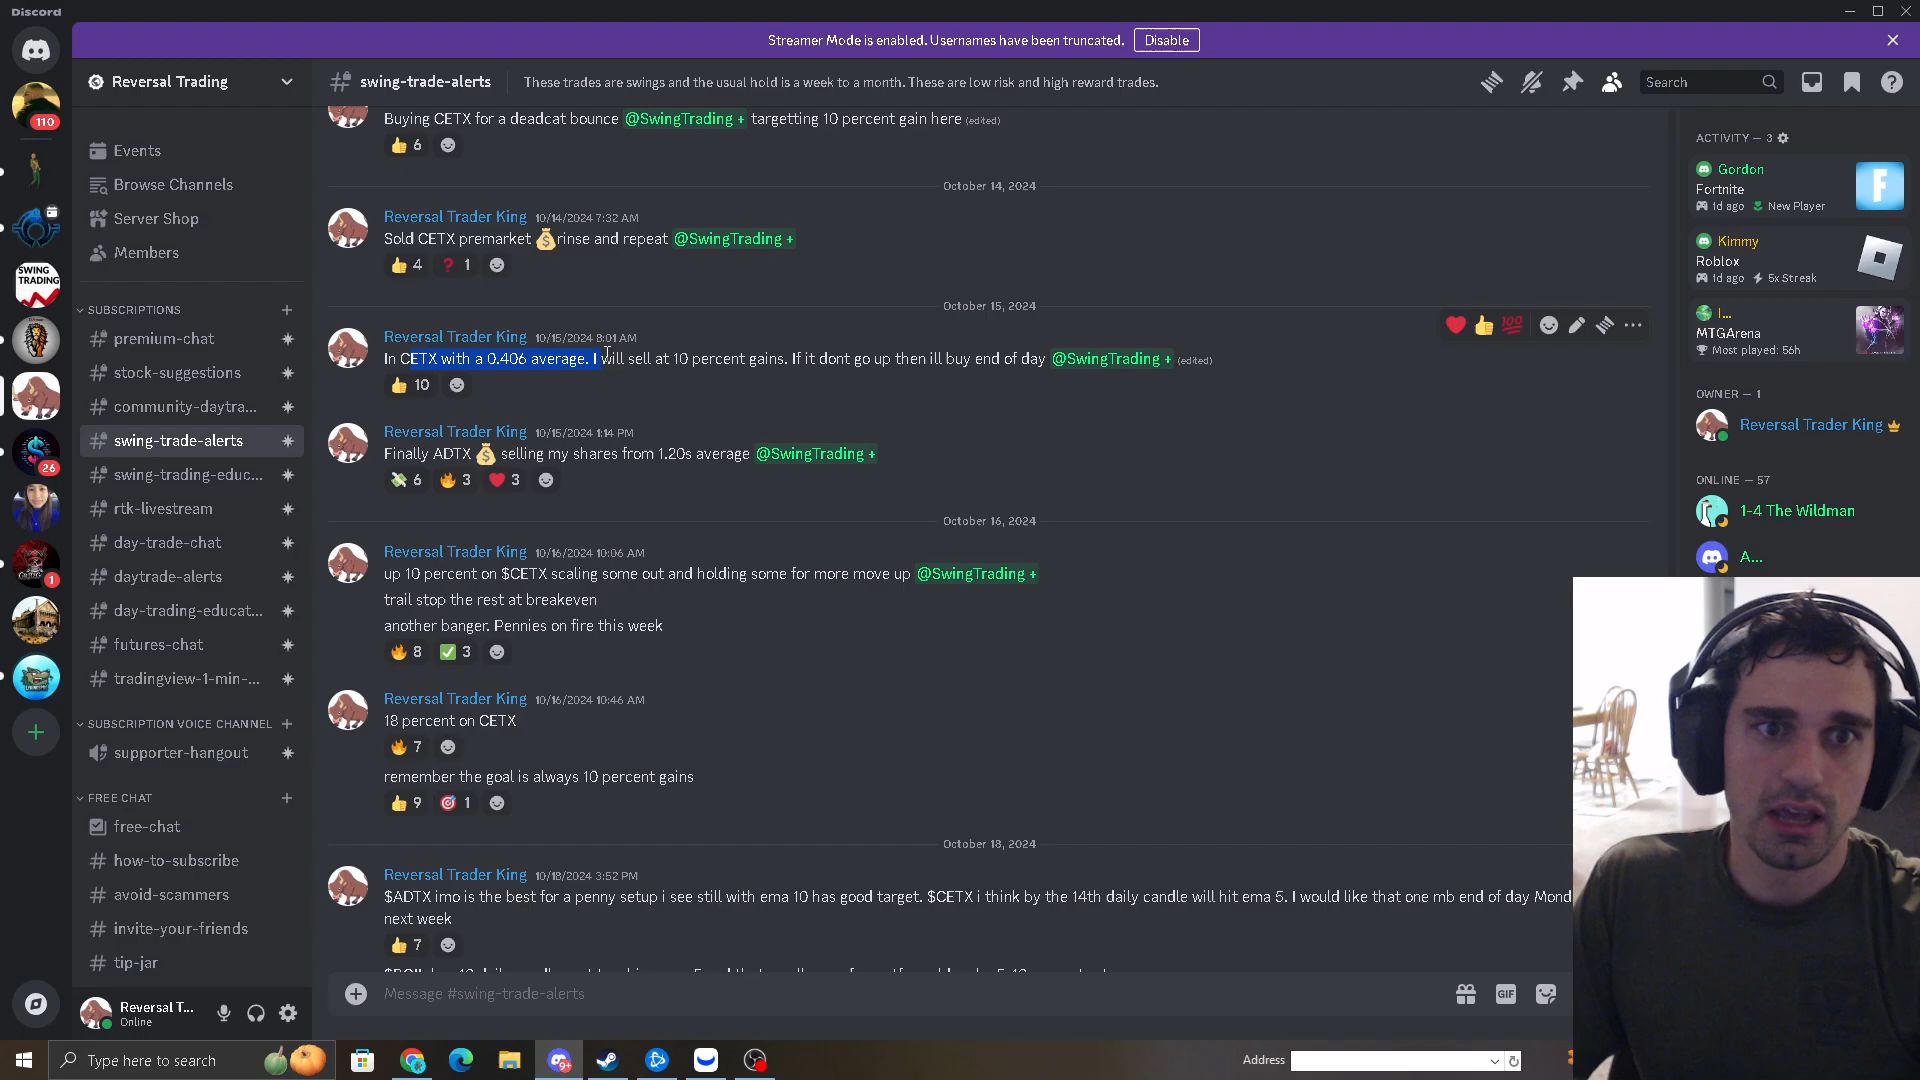 Discord
Streamer Mode is enabled. Usernames have been truncated. Disable
110
SWING TRADING
26
1
Reversal Trading
Events
Browse Channels
Server Shop
Members
SUBSCRIPTIONS
premium-chat
stock-suggestions
community-daytra...
swing-trade-alerts
swing-trading-educ...
rtk-livestream
day-trade-chat
daytrade-alerts
day-trading-educat...
futures-chat
tradingview-1-min-...
SUBSCRIPTION VOICE CHANNEL
supporter-hangout
FREE CHAT
free-chat
how-to-subscribe
avoid-scammers
invite-your-friends
tip-jar
Reversal T...
Online
swing-trade-alerts
These trades are swings and the usual hold is a week to a month. These are low risk and high reward trades.
Search
Buying CETX for a deadcat bounce @SwingTrading + targetting 10 percent gain here (edited)
6
October 14, 2024
Reversal Trader King 10/14/2024 7:32 AM
Sold CETX premarket 💰rinse and repeat @SwingTrading +
4 1
October 15, 2024
Reversal Trader King 10/15/2024 8:01 AM
In CETX with a 0.406 average. I will sell at 10 percent gains. If it dont go up then ill buy end of day @SwingTrading + (edited)
10
Reversal Trader King 10/15/2024 1:14 PM
Finally ADTX 💰 selling my shares from 1.20s average @SwingTrading +
6 3 3
October 16, 2024
Reversal Trader King 10/16/2024 10:06 AM
up 10 percent on $CETX scaling some out and holding some for more move up @SwingTrading +
trail stop the rest at breakeven
another banger. Pennies on fire this week
8 3
Reversal Trader King 10/16/2024 10:46 AM
18 percent on CETX
7
remember the goal is always 10 percent gains
9 1
October 18, 2024
Reversal Trader King 10/18/2024 3:52 PM
$ADTX imo is the best for a penny setup i see still with ema 10 has good target. $CETX i think by the 14th daily candle will hit ema 5. I would like that one mb end of day Mond
next week
7
Message #swing-trade-alerts
GIF
ACTIVITY — 3
Gordon
Fortnite
1d ago New Player
Kimmy
Roblox
1d ago 5x Streak
I...
MTGArena
Most played: 56h
OWNER — 1
Reversal Trader King
ONLINE — 57
1-4 The Wildman
A...
Type here to search
9+
Address